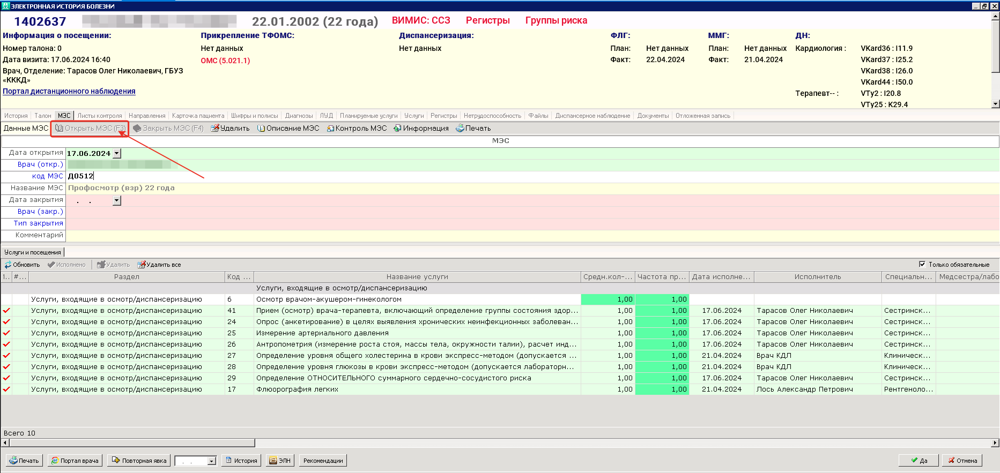 ЭЛЕКТРОННАЯ ИСТОРИЯ БОЛЕЗНИ
1402637 22.01.2002 (22 года) ВИМИС: ССЗ Регистры Группы риска
Информация о посещении: Прикрепление ТФОМС: Диспансеризация: ФЛГ: ММГ: ДН:
Номер талона: 0 Нет данных Нет данных План: Нет данных План: Нет данных Кардиология : VKard36 : I11.9
Дата визита: 17.06.2024 16:40 ОМС (5.021.1) Факт: 22.04.2024 Факт: 21.04.2024 VKard37 : I25.2
Врач, Отделение: Тарасов Олег Николаевич, ГБУЗ VKard38 : I26.0
«КККД» VKard44 : I50.0
Портал дистанционного наблюдения Терапевт-- : VTy2 : I20.8
VTy25 : K29.4
История Талон МЭС Листы контроля Направления Карточка пациента Шифры и полисы Диагнозы ЛУД Планируемые услуги Услуги Регистры Нетрудоспособность Файлы Диспансерное наблюдение Документы Отложенная запись
Данные МЭС Открыть МЭС (F3) Закрыть МЭС (F4) Удалить Описание МЭС Контроль МЭС Информация Печать
МЭС
Дата открытия 17.06.2024
Врач (откр.)
код МЭС Д0512
Название МЭС Профосмотр (взр) 22 года
Дата закрытия . .
Врач (закр.)
Тип закрытия
Комментарий
Услуги и посещения
Обновить Исполнено Удалить Удалить все Только обязательные
1.. #... Раздел Код ... Название услуги Средн.кол-... Частота пр... Дата исполне... Исполнитель Специальн... Медсестра/лабо
Услуги, входящие в осмотр/диспансеризацию
Услуги, входящие в осмотр/диспансеризацию 6 Осмотр врачом-акушером-гинекологом 1,00 1,00
Услуги, входящие в осмотр/диспансеризацию 41 Прием (осмотр) врача-терапевта, включающий определение группы состояния здор... 1,00 1,00 17.06.2024 Тарасов Олег Николаевич Сестринск...
Услуги, входящие в осмотр/диспансеризацию 24 Опрос (анкетирование) в целях выявления хронических неинфекционных заболеван... 1,00 1,00 17.06.2024 Тарасов Олег Николаевич Сестринск...
Услуги, входящие в осмотр/диспансеризацию 25 Измерение артериального давления 1,00 1,00 17.06.2024 Тарасов Олег Николаевич Сестринск...
Услуги, входящие в осмотр/диспансеризацию 26 Антропометрия (измерение роста стоя, массы тела, окружности талии), расчет инд... 1,00 1,00 17.06.2024 Тарасов Олег Николаевич Сестринск...
Услуги, входящие в осмотр/диспансеризацию 27 Определение уровня общего холестерина в крови экспресс-методом (допускается ... 1,00 1,00 21.04.2024 Врач КДЛ Клиническ...
Услуги, входящие в осмотр/диспансеризацию 28 Определение уровня глюкозы в крови экспресс-методом (допускается лабораторн... 1,00 1,00 21.04.2024 Врач КДЛ Клиническ...
Услуги, входящие в осмотр/диспансеризацию 29 Определение ОТНОСИТЕЛЬНОГО суммарного сердечно-сосудистого риска 1,00 1,00 17.06.2024 Тарасов Олег Николаевич Сестринск...
Услуги, входящие в осмотр/диспансеризацию 17 Флюорография легких 1,00 1,00 21.04.2024 Лось Александр Петрович Рентгеноло...
Всего 10
Печать Портал врача Повторная явка . . История ЭЛН Рекомендации Да Отмена